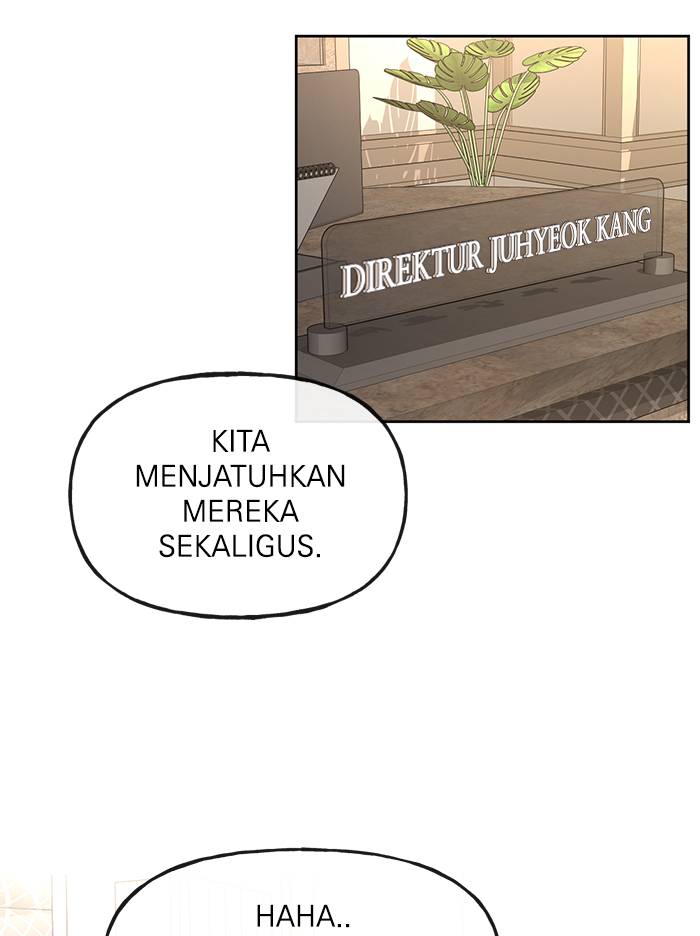 DIREKTUR JUHYEOK KANG
KITA
MENJATUHKAN
MEREKA
SEKALIGUS.
HAHA..